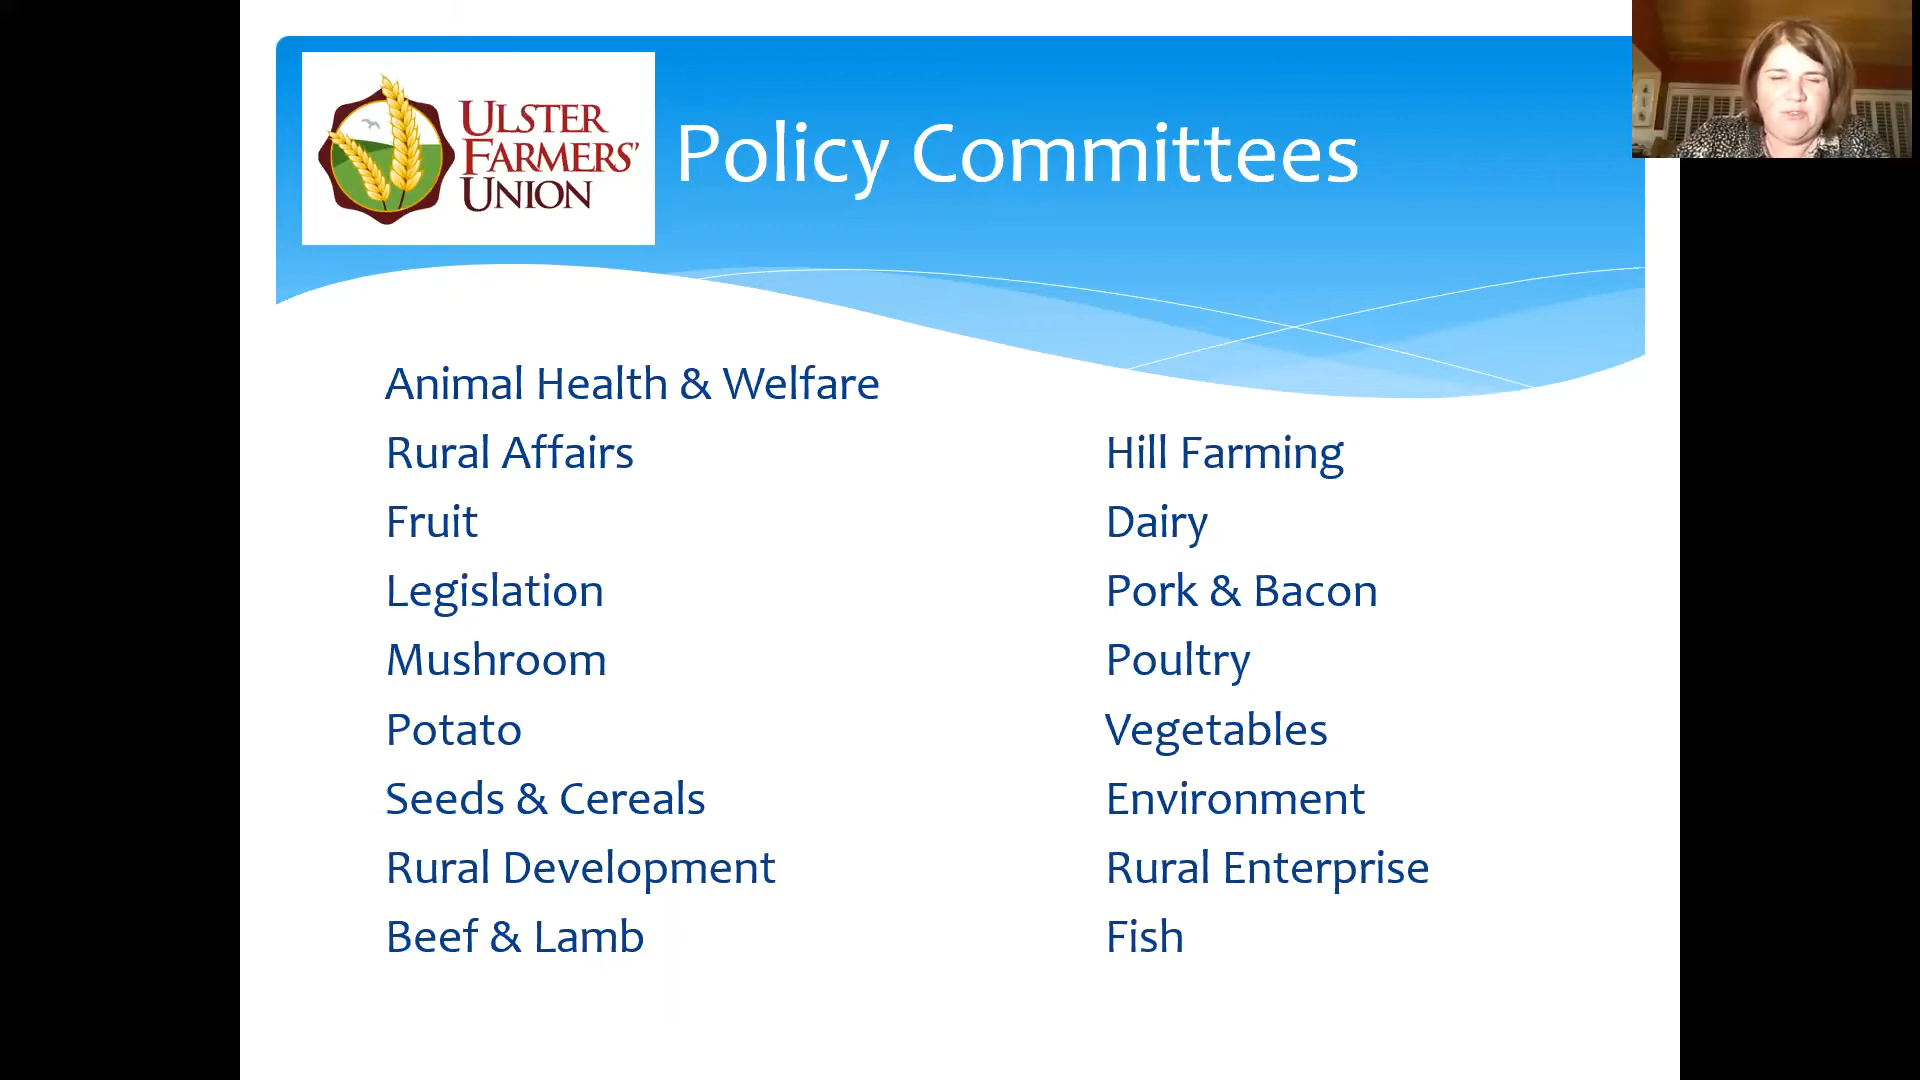 ULSTER
FARMERS'
UNION
Policy Committees
Animal Health & Welfare
Rural Affairs
Fruit
Legislation
Mushroom
Potato
Seeds & Cereals
Rural Development
Beef & Lamb
Hill Farming
Dairy
Pork & Bacon
Poultry
Vegetables
Environment
Rural Enterprise
Fish